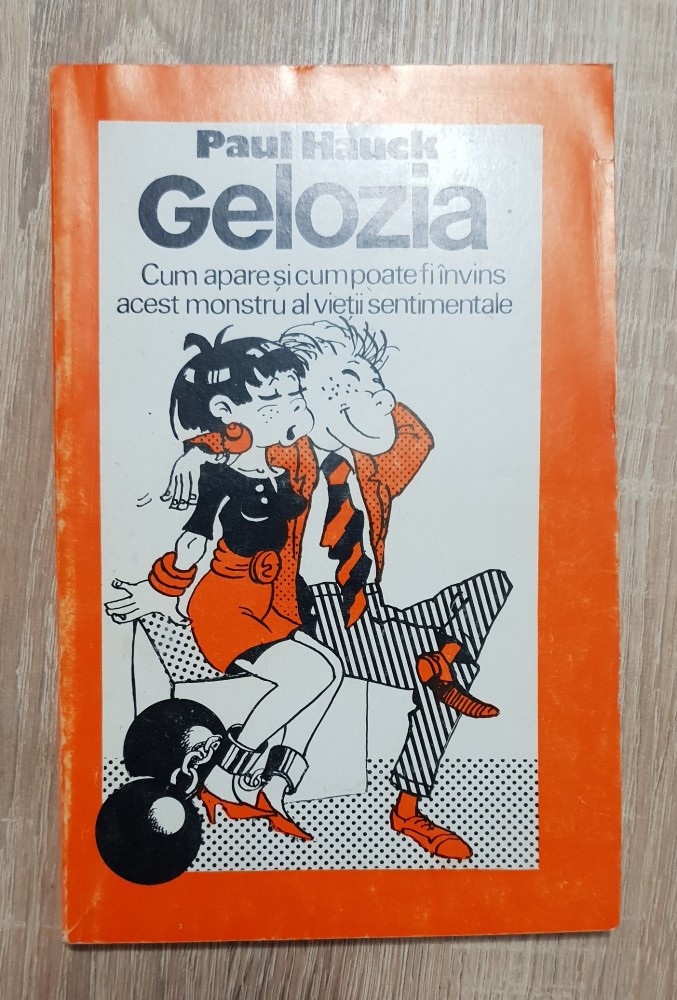 Paul Hauck
Gelozia
Cum apare și cum poate fi învins
acest monstru al vieții sentimentale